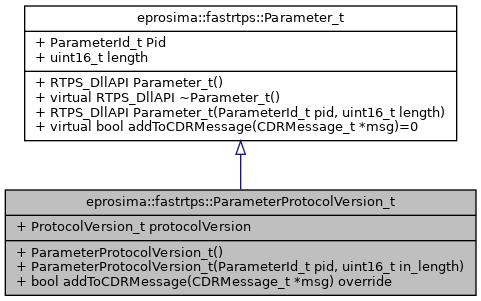 eprosima::fastrtps::Parameter_t
+ ParameterId_t Pid
+ uint16_t length
+ RTPS_DllAPI Parameter_t()
+ virtual RTPS_DllAPI ~Parameter_t()
+ RTPS_DllAPI Parameter_t(ParameterId_t pid, uint16_t length)
+ virtual bool addToCDRMessage(CDRMessage_t *msg)=0
eprosima::fastrtps::ParameterProtocolVersion_t
+ ProtocolVersion_t protocolVersion
+ ParameterProtocolVersion_t()
+ ParameterProtocolVersion_t(ParameterId_t pid, uint16_t in_length)
+ bool addToCDRMessage(CDRMessage_t *msg) override